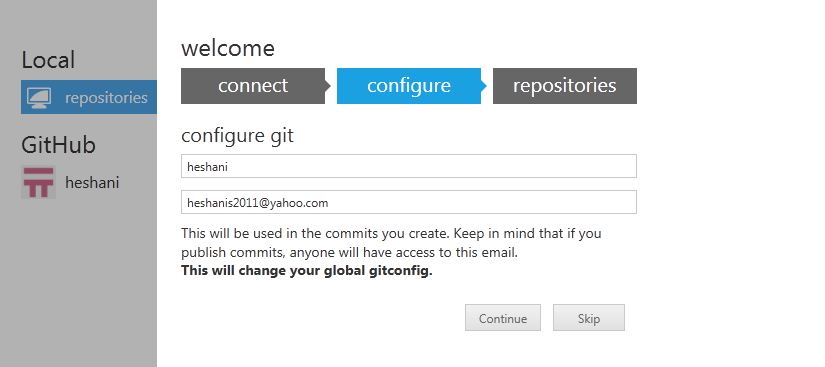 Local
repositories
GitHub
heshani
welcome
connect
configure
repositories
configure git
heshani
heshanis2011@yahoo.com
This will be used in the commits you create. Keep in mind that if you
publish commits, anyone will have access to this email.
This will change your global gitconfig.
Continue
Skip